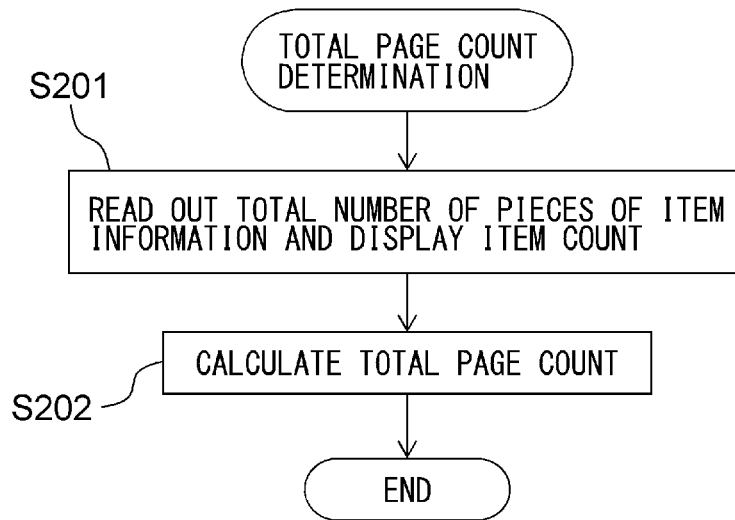 TOTAL PAGE COUNT
DETERMINATION
S201
READ OUT TOTAL NUMBER OF PIECES OF ITEM
INFORMATION AND DISPLAY ITEM COUNT
CALCULATE TOTAL PAGE COUNT
S202
END